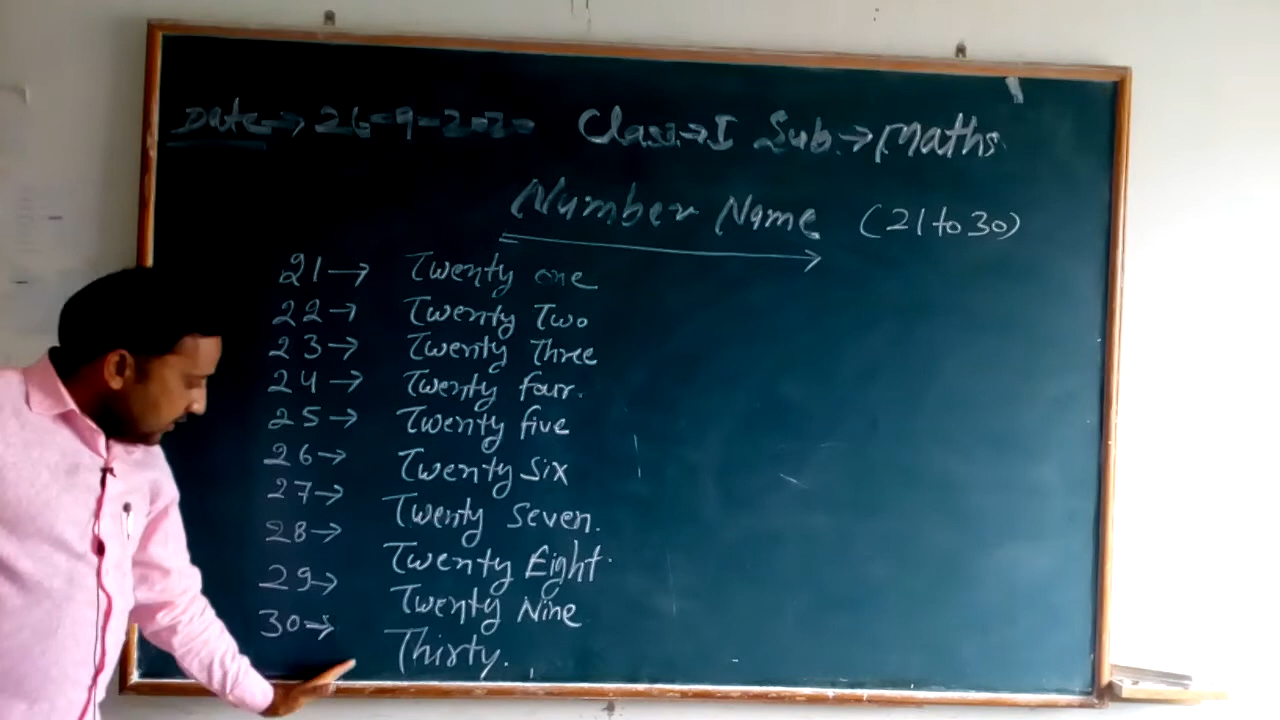 Date → 26-9-2020 Class → I Sub. → Maths
Number Name (21 to 30)
21 → Twenty one
22 → Twenty Two
23 → Twenty Three
24 → Twenty four.
25 → Twenty five
26 → Twenty Six
27 → Twenty Seven.
28 → Twenty Eight.
29 → Twenty Nine
30 → Thirty.